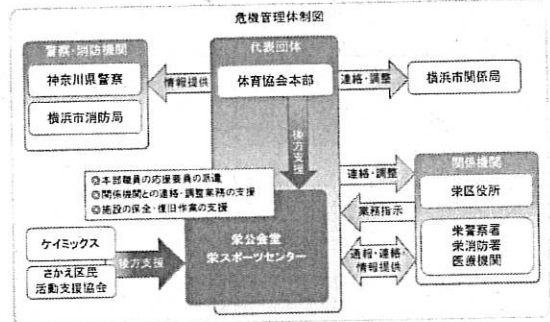 危機管理体制図
警察・消防機関
神奈川県警察
横浜市消防局
情報提供
代表団体
体育協会本部
連絡・調整
横浜市関係局
後方支援
◎本部職員の応援要員の派遣
◎関係機関との連絡・調整業務の支援
◎施設の保全・復旧作業の支援
連絡・調整
業務指示
通報・連絡・
情報提供
関係機関
栄区役所
栄警察署
栄消防署
医療機関
ケイミックス
さかえ区民
活動支援協会
後方支援
栄公会堂
栄スポーツセンター